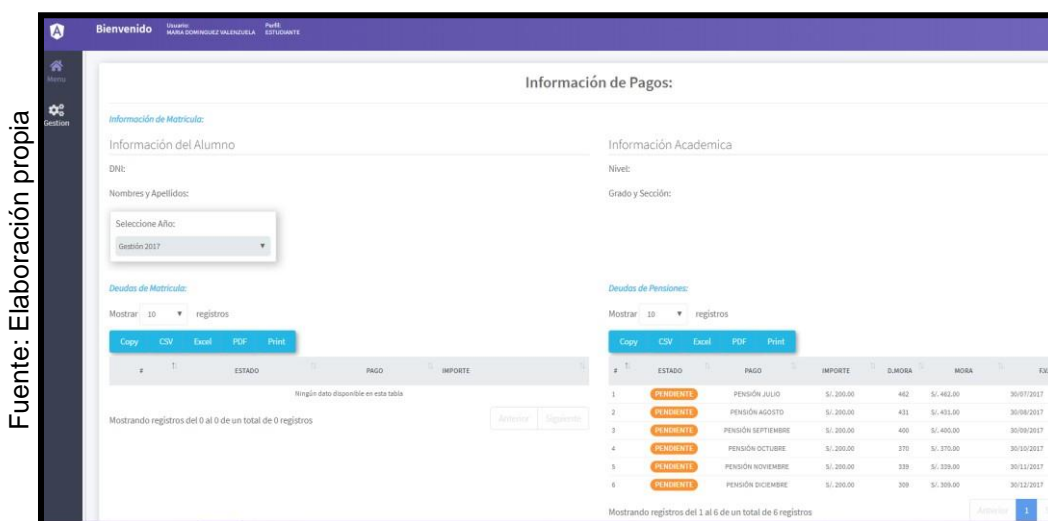 Fuente: Elaboración propia
A
Bienvenido
Usuario:
MARIA DOMINGUEZ VALENZUELA
Perfil:
ESTUDIANTE
Menu
Gestion
Información de Pagos:
Información de Matrícula:
Información del Alumno
DNI:
Nombres y Apellidos:
Seleccione Año:
Gestión 2017
Información Academica
Nivel:
Grado y Sección:
Deudas de Matricula:
Mostrar 10 registros
Copy CSV Excel PDF Print
# ESTADO PAGO IMPORTE
Ningún dato disponible en esta tabla
Mostrando registros del 0 al 0 de un total de 0 registros
Anterior Siguiente
Deudas de Pensiones:
Mostrar 10 registros
Copy CSV Excel PDF Print
# ESTADO PAGO IMPORTE D.MORA MORA F.V.
1 PENDIENTE PENSIÓN JULIO S/. 200.00 462 S/. 462.00 30/07/2017
2 PENDIENTE PENSIÓN AGOSTO S/. 200.00 431 S/. 431.00 30/08/2017
3 PENDIENTE PENSIÓN SEPTIEMBRE S/. 200.00 400 S/. 400.00 30/09/2017
4 PENDIENTE PENSIÓN OCTUBRE S/. 200.00 370 S/. 370.00 30/10/2017
5 PENDIENTE PENSIÓN NOVIEMBRE S/. 200.00 339 S/. 339.00 30/11/2017
6 PENDIENTE PENSIÓN DICIEMBRE S/. 200.00 309 S/. 309.00 30/12/2017
Mostrando registros del 1 al 6 de un total de 6 registros
Anterior 1